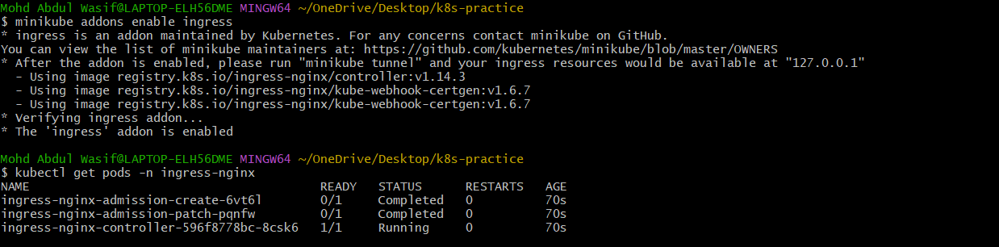 Mohd Abdul Wasif@LAPTOP-ELH56DME MINGW64 ~/OneDrive/Desktop/k8s-practice
$ minikube addons enable ingress
* ingress is an addon maintained by Kubernetes. For any concerns contact minikube on GitHub.
You can view the list of minikube maintainers at: https://github.com/kubernetes/minikube/blob/master/OWNERS
* After the addon is enabled, please run "minikube tunnel" and your ingress resources would be available at "127.0.0.1"
  - Using image registry.k8s.io/ingress-nginx/controller:v1.14.3
  - Using image registry.k8s.io/ingress-nginx/kube-webhook-certgen:v1.6.7
  - Using image registry.k8s.io/ingress-nginx/kube-webhook-certgen:v1.6.7
* Verifying ingress addon...
* The 'ingress' addon is enabled
Mohd Abdul Wasif@LAPTOP-ELH56DME MINGW64 ~/OneDrive/Desktop/k8s-practice
$ kubectl get pods -n ingress-nginx
NAME                                        READY   STATUS      RESTARTS   AGE
ingress-nginx-admission-create-6vt6l        0/1     Completed   0          70s
ingress-nginx-admission-patch-pqnfw         0/1     Completed   0          70s
ingress-nginx-controller-596f8778bc-8csk6   1/1     Running     0          70s